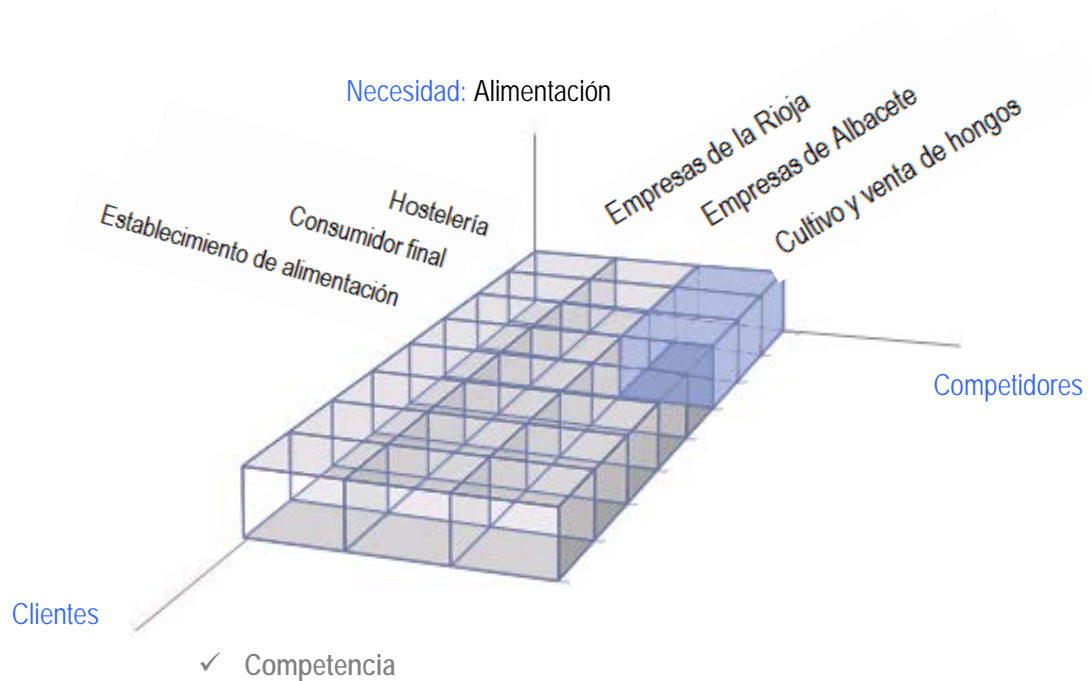 Necesidad: Alimentación
Empresas de la Rioja
Empresas de Albacete
Cultivo y venta de hongos
Hostelería
Consumidor final
Establecimiento de alimentación
Competidores
Clientes
✓ Competencia